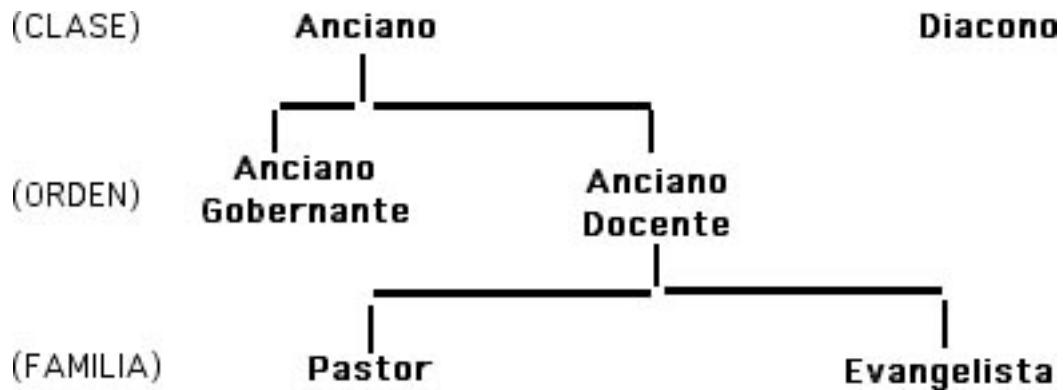 (CLASE) Anciano Diacono
(ORDEN) Anciano Gobernante Anciano Docente
(FAMILIA) Pastor Evangelista